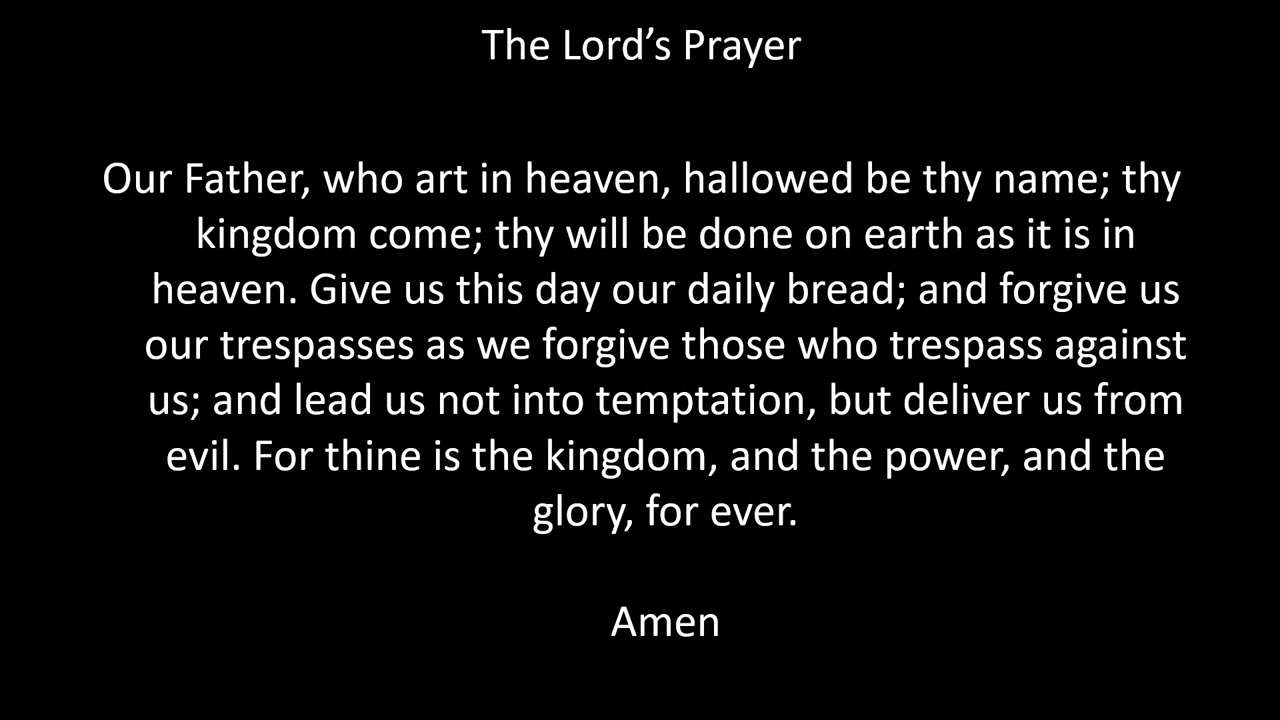 The Lord’s Prayer
Our Father, who art in heaven, hallowed be thy name; thy
kingdom come; thy will be done on earth as it is in
heaven. Give us this day our daily bread; and forgive us
our trespasses as we forgive those who trespass against
us; and lead us not into temptation, but deliver us from
evil. For thine is the kingdom, and the power, and the
glory, for ever.
Amen